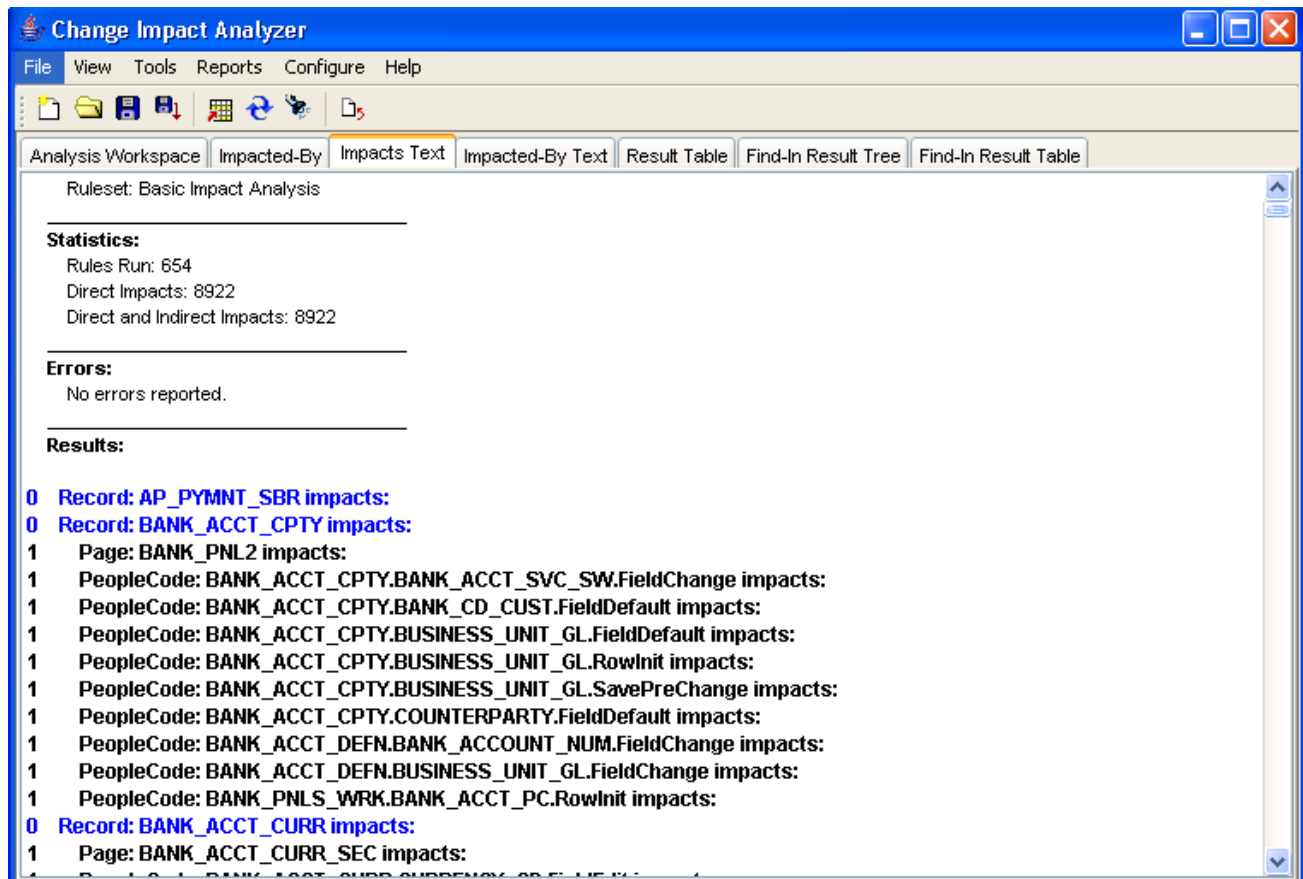 Change Impact Analyzer
File View Tools Reports Configure Help
Analysis Workspace Impacted-By Impacts Text Impacted-By Text Result Table Find-In Result Tree Find-In Result Table
Ruleset: Basic Impact Analysis
Statistics:
Rules Run: 654
Direct Impacts: 8922
Direct and Indirect Impacts: 8922
Errors:
No errors reported.
Results:
0 Record: AP_PYMNT_SBR impacts:
0 Record: BANK_ACCT_CPTY impacts:
1 Page: BANK_PNL2 impacts:
1 PeopleCode: BANK_ACCT_CPTY.BANK_ACCT_SVC_SW.FieldChange impacts:
1 PeopleCode: BANK_ACCT_CPTY.BANK_CD_CUST.FieldDefault impacts:
1 PeopleCode: BANK_ACCT_CPTY.BUSINESS_UNIT_GL.FieldDefault impacts:
1 PeopleCode: BANK_ACCT_CPTY.BUSINESS_UNIT_GL.RowInit impacts:
1 PeopleCode: BANK_ACCT_CPTY.BUSINESS_UNIT_GL.SavePreChange impacts:
1 PeopleCode: BANK_ACCT_CPTY.COUNTERPARTY.FieldDefault impacts:
1 PeopleCode: BANK_ACCT_DEFN.BANK_ACCOUNT_NUM.FieldChange impacts:
1 PeopleCode: BANK_ACCT_DEFN.BUSINESS_UNIT_GL.FieldChange impacts:
1 PeopleCode: BANK_PNLS_WRK.BANK_ACCT_PC.RowInit impacts:
0 Record: BANK_ACCT_CURR impacts:
1 Page: BANK_ACCT_CURR_SEC impacts: